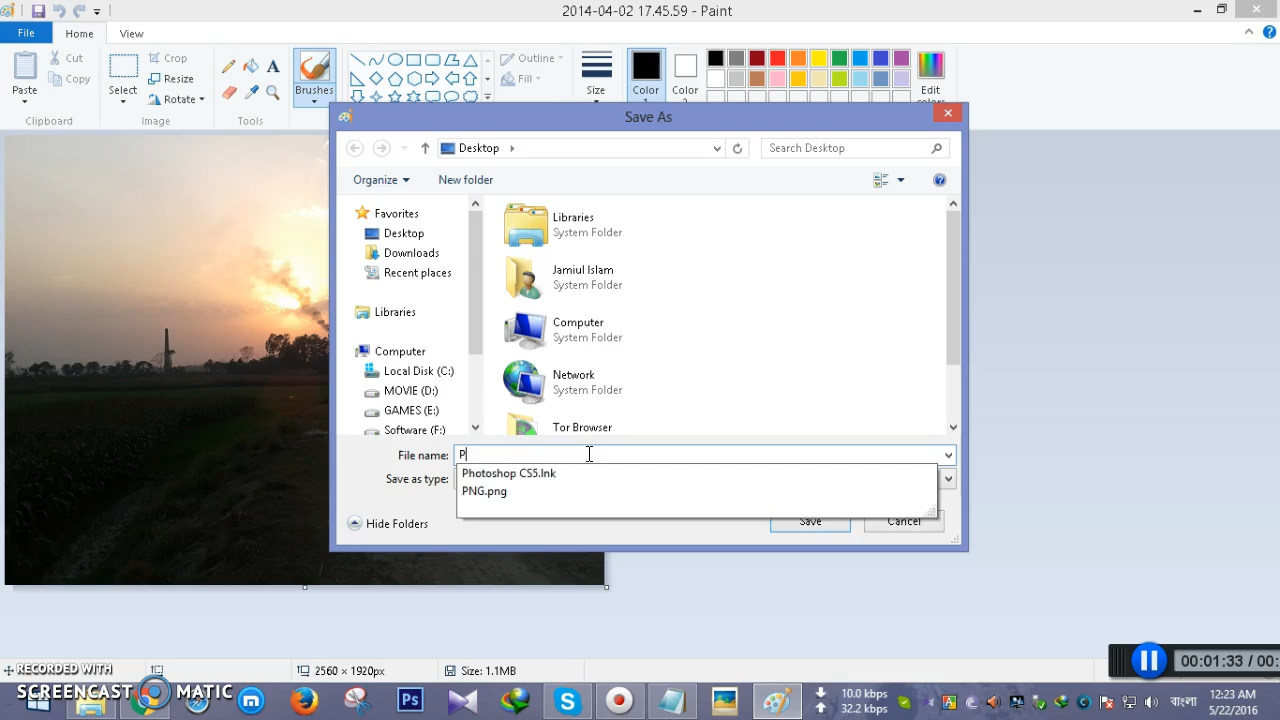 2014-04-02 17.45.59 - Paint
File
Home
View
Paste
Cut
Copy
Clipboard
Select
Crop
Resize
Rotate
Image
Tools
Brushes
Outline
Fill
Size
Color
1
Color
2
Edit
colors
Save As
Desktop
Search Desktop
Organize
New folder
Favorites
Desktop
Downloads
Recent places
Libraries
Computer
Local Disk (C:)
MOVIE (D:)
GAMES (E:)
Software (F:)
Libraries
System Folder
Jamiul Islam
System Folder
Computer
System Folder
Network
System Folder
Tor Browser
File name: P
Photoshop CS5.lnk
PNG.png
Save as type:
Hide Folders
Save
Cancel
2560 × 1920px
Size: 1.1MB
00:01:33 / 00:
RECORDED WITH
SCREENCAST MATIC
Ps
10.0 kbps
32.2 kbps
বাংলা
12:23 AM
5/22/2016